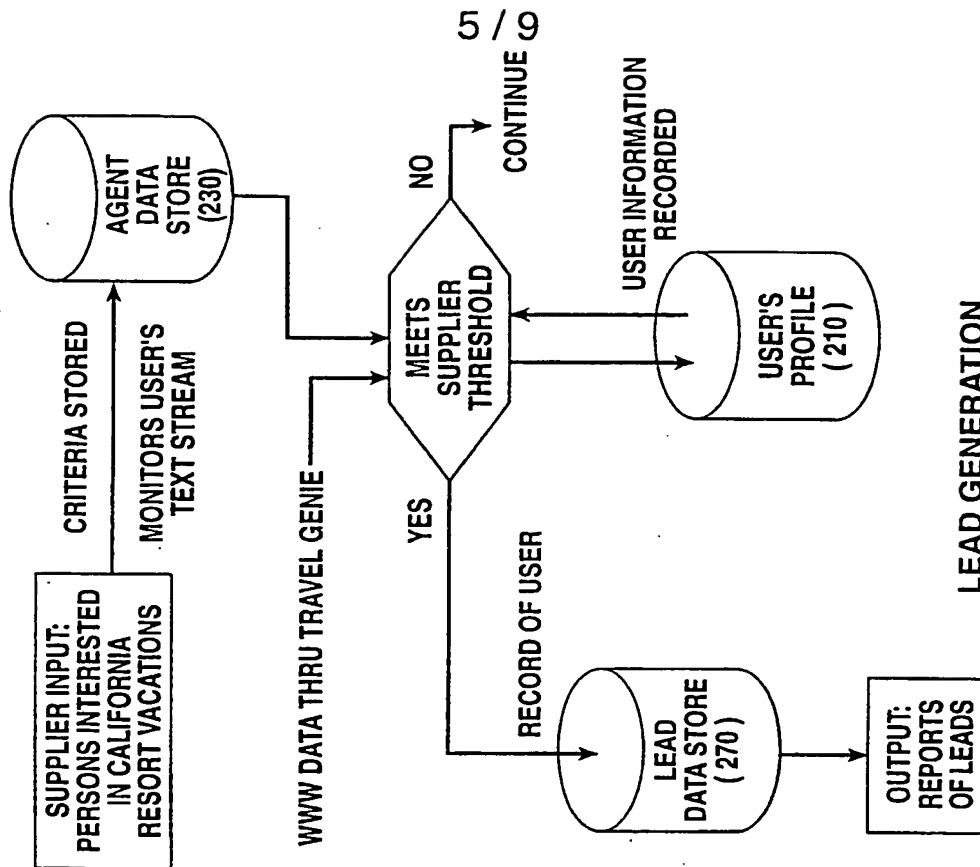 5 / 9
SUPPLIER INPUT:
PERSONS INTERESTED
IN CALIFORNIA
RESORT VACATIONS
CRITERIA STORED
MONITORS USER'S
TEXT STREAM
AGENT
DATA
STORE
(230)
WWW DATA THRU TRAVEL GENIE
MEETS
SUPPLIER
THRESHOLD
NO
CONTINUE
YES
RECORD OF USER
USER INFORMATION
RECORDED
USER'S
PROFILE
(210)
LEAD
DATA STORE
(270)
OUTPUT:
REPORTS
OF LEADS
LEAD GENERATION